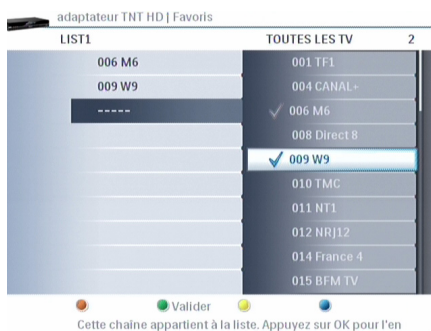 adaptateur TNT HD | Favoris
LIST1 TOUTES LES TV 2
006 M6 001 TF1
009 W9 004 CANAL+
----- 006 M6
008 Direct 8
009 W9
010 TMC
011 NT1
012 NRJ12
014 France 4
015 BFM TV
Valider
Cette chaîne appartient à la liste. Appuyez sur OK pour l'en